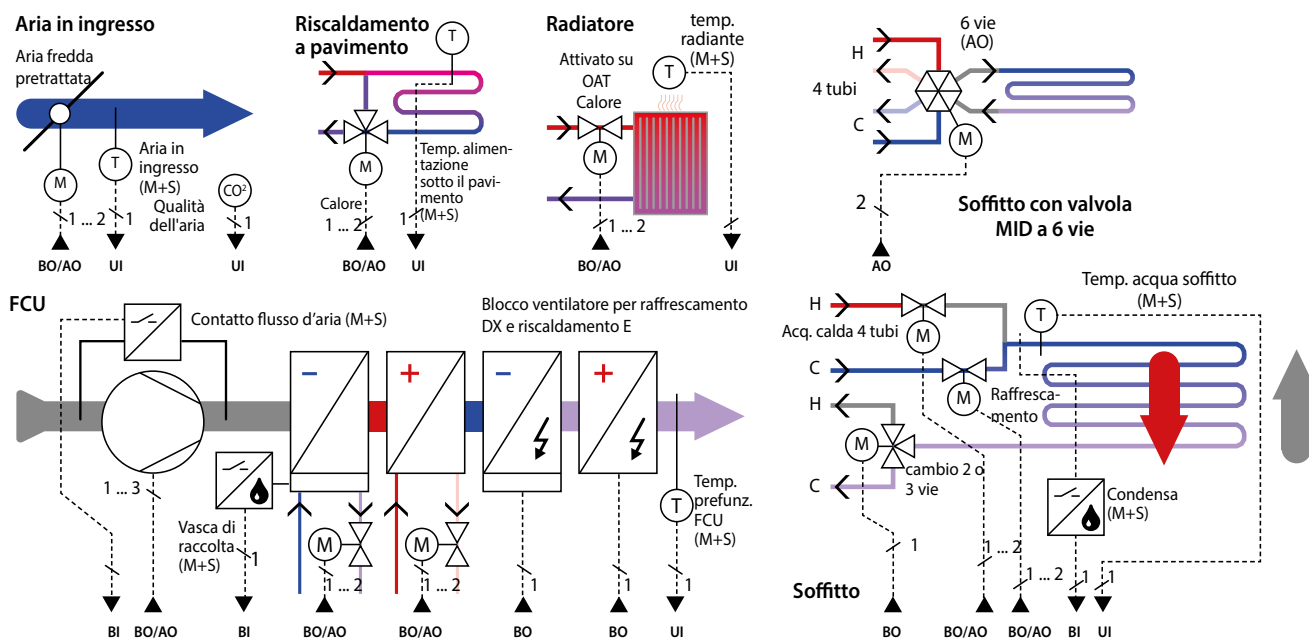 Aria in ingresso
Aria fredda
pretrattata
M
T
Aria in
ingresso
(M+S)
Qualità
dell'aria
CO²
1 ... 2
1
1
BO/AO
UI
UI
Riscaldamento
a pavimento
T
M
Temp. alimen-
tazione
sotto il pavi-
mento
(M+S)
Calore
1 ... 2
1
BO/AO
UI
Radiatore
temp.
radiante
(M+S)
Attivato su
OAT
Calore
T
M
1 ... 2
BO/AO
UI
6 vie
(AO)
H
4 tubi
C
M
2
AO
Soffitto con valvola
MID a 6 vie
FCU
Contatto flusso d'aria (M+S)
Blocco ventilatore per raffrescamento
DX e riscaldamento E
–
+
–
+
1 ... 3
Vasca di
raccolta
(M+S)
1
M
1 ... 2
M
1 ... 2
1
1
T
Temp.
prefunz.
FCU
(M+S)
1
BI
BO/AO
BI
BO/AO
BO/AO
BO
BO
UI
Temp. acqua soffitto
(M+S)
H
Acq. calda 4 tubi
M
T
C
M
Raffresca-
mento
H
M
cambio 2 o
3 vie
C
Condensa
(M+S)
1
1 ... 2
1 ... 2
1
1
Soffitto
BO
BO/AO
BO/AO
BI
UI